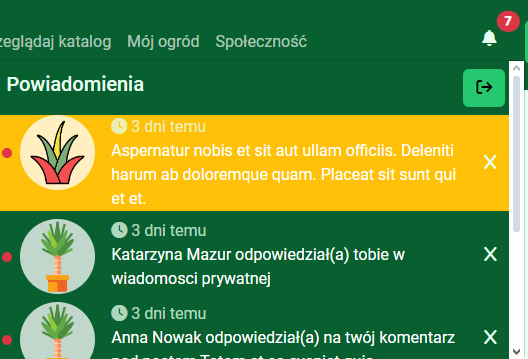 7
zeglądaj katalog Mój ogród Społeczność
Powiadomienia
3 dni temu
Aspernatur nobis et sit aut ullam officiis. Deleniti
harum ab doloremque quam. Placeat sit sunt qui
et et.
3 dni temu
Katarzyna Mazur odpowiedział(a) tobie w
wiadomosci prywatnej
3 dni temu
Anna Nowak odpowiedział(a) na twój komentarz